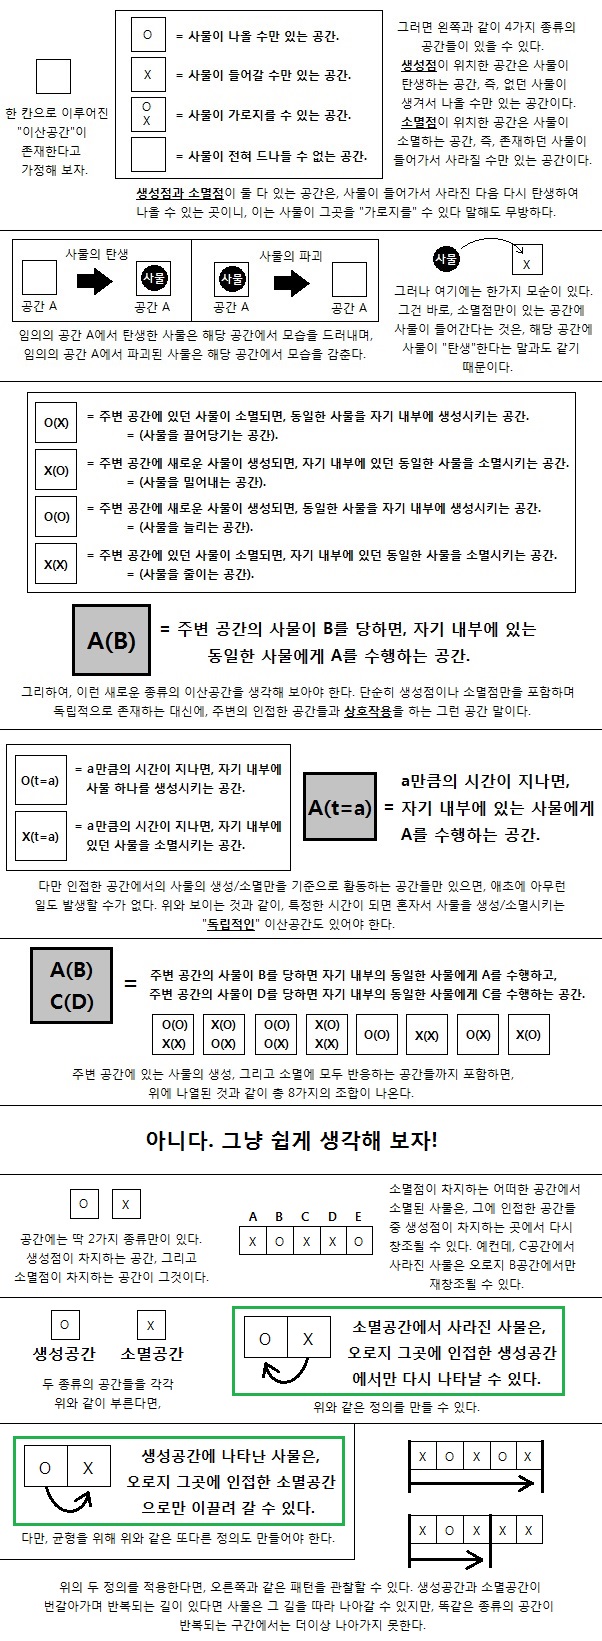 한 칸으로 이루어진
"이산공간"이
존재한다고
가정해 보자.
O
= 사물이 나올 수만 있는 공간.
X
= 사물이 들어갈 수만 있는 공간.
O
X
= 사물이 가로지를 수 있는 공간.
= 사물이 전혀 드나들 수 없는 공간.
그러면 왼쪽과 같이 4가지 종류의
공간들이 있을 수 있다.
생성점이 위치한 공간은 사물이
탄생하는 공간, 즉, 없던 사물이
생겨서 나올 수만 있는 공간이다.
소멸점이 위치한 공간은 사물이
소멸하는 공간, 즉, 존재하던 사물이
들어가서 사라질 수만 있는 공간이다.
생성점과 소멸점이 둘 다 있는 공간은, 사물이 들어가서 사라진 다음 다시 탄생하여
나올 수 있는 곳이니, 이는 사물이 그곳을 "가로지를" 수 있다 말해도 무방하다.
사물의 탄생
사물
공간 A
공간 A
사물의 파괴
사물
공간 A
공간 A
임의의 공간 A에서 탄생한 사물은 해당 공간에서 모습을 드러내며,
임의의 공간 A에서 파괴된 사물은 해당 공간에서 모습을 감춘다.
사물
X
그러나 여기에는 한가지 모순이 있다.
그건 바로, 소멸점만이 있는 공간에
사물이 들어간다는 것은, 해당 공간에
사물이 "탄생"한다는 말과도 같기
때문이다.
O(X)
= 주변 공간에 있던 사물이 소멸되면, 동일한 사물을 자기 내부에 생성시키는 공간.
= (사물을 끌어당기는 공간).
X(O)
= 주변 공간에 새로운 사물이 생성되면, 자기 내부에 있던 동일한 사물을 소멸시키는 공간.
= (사물을 밀어내는 공간).
O(O)
= 주변 공간에 새로운 사물이 생성되면, 동일한 사물을 자기 내부에 생성시키는 공간.
= (사물을 늘리는 공간).
X(X)
= 주변 공간에 있던 사물이 소멸되면, 자기 내부에 있던 동일한 사물을 소멸시키는 공간.
= (사물을 줄이는 공간).
A(B)
= 주변 공간의 사물이 B를 당하면, 자기 내부에 있는
동일한 사물에게 A를 수행하는 공간.
그리하여, 이런 새로운 종류의 이산공간을 생각해 보아야 한다. 단순히 생성점이나 소멸점만을 포함하며
독립적으로 존재하는 대신에, 주변의 인접한 공간들과 상호작용을 하는 그런 공간 말이다.
O(t=a)
= a만큼의 시간이 지나면, 자기 내부에
사물 하나를 생성시키는 공간.
X(t=a)
= a만큼의 시간이 지나면, 자기 내부에
있던 사물을 소멸시키는 공간.
A(t=a)
a만큼의 시간이 지나면,
= 자기 내부에 있는 사물에게
A를 수행하는 공간.
다만 인접한 공간에서의 사물의 생성/소멸만을 기준으로 활동하는 공간들만 있으면, 애초에 아무런
일도 발생할 수가 없다. 위와 보이는 것과 같이, 특정한 시간이 되면 혼자서 사물을 생성/소멸시키는
"독립적인" 이산공간도 있어야 한다.
A(B)
C(D)
=
주변 공간의 사물이 B를 당하면 자기 내부의 동일한 사물에게 A를 수행하고,
주변 공간의 사물이 D를 당하면 자기 내부의 동일한 사물에게 C를 수행하는 공간.
O(O) X(O) O(O) X(O) O(O) X(X) O(X) X(O)
X(X) O(X) O(X) X(X)
주변 공간에 있는 사물의 생성, 그리고 소멸에 모두 반응하는 공간들까지 포함하면,
위에 나열된 것과 같이 총 8가지의 조합이 나온다.
아니다. 그냥 쉽게 생각해 보자!
O X
공간에는 딱 2가지 종류만이 있다.
생성점이 차지하는 공간, 그리고
소멸점이 차지하는 공간이 그것이다.
A B C D E
X O X X O
소멸점이 차지하는 어떠한 공간에서
소멸된 사물은, 그에 인접한 공간들
중 생성점이 차지하는 곳에서 다시
창조될 수 있다. 예컨데, C공간에서
사라진 사물은 오로지 B공간에서만
재창조될 수 있다.
O X
생성공간 소멸공간
두 종류의 공간들을 각각
위와 같이 부른다면,
O X
소멸공간에서 사라진 사물은,
오로지 그곳에 인접한 생성공간
에서만 다시 나타날 수 있다.
위와 같은 정의를 만들 수 있다.
O X
생성공간에 나타난 사물은,
오로지 그곳에 인접한 소멸공간
으로만 이끌려 갈 수 있다.
다만, 균형을 위해 위와 같은 또다른 정의도 만들어야 한다.
X O X O X
X O X X X
위의 두 정의를 적용한다면, 오른쪽과 같은 패턴을 관찰할 수 있다. 생성공간과 소멸공간이
번갈아가며 반복되는 길이 있다면 사물은 그 길을 따라 나아갈 수 있지만, 똑같은 종류의 공간이
반복되는 구간에서는 더이상 나아가지 못한다.